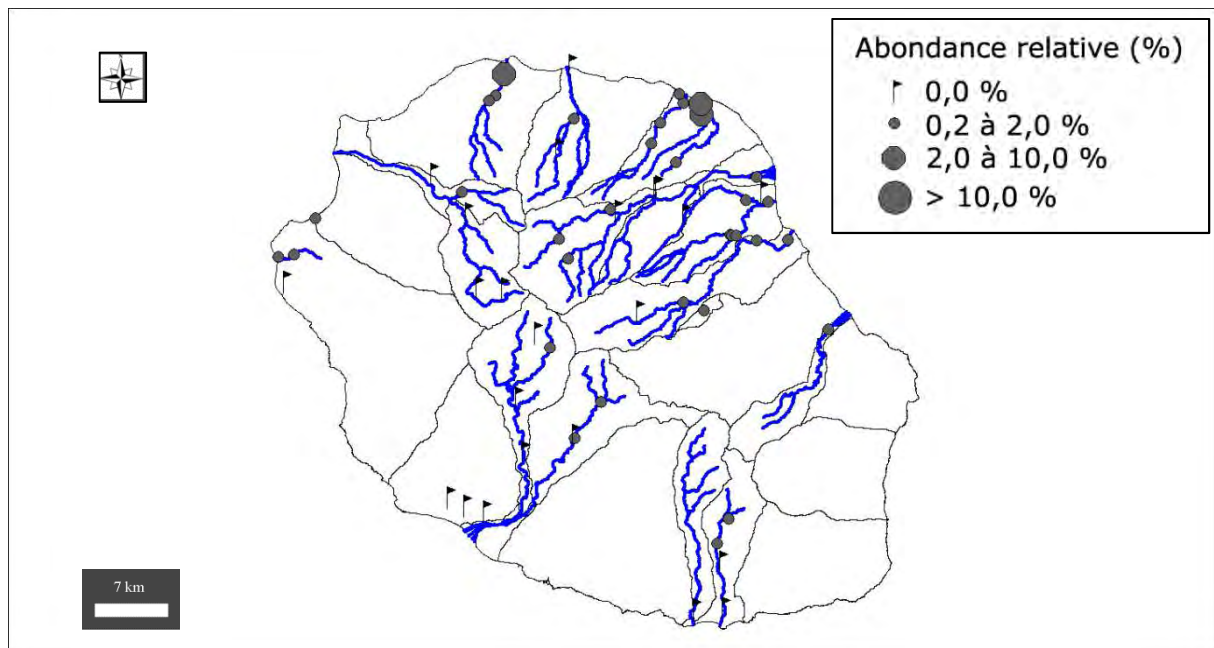 Abondance relative (%)
0,0 %
0,2 à 2,0 %
2,0 à 10,0 %
> 10,0 %
7 km